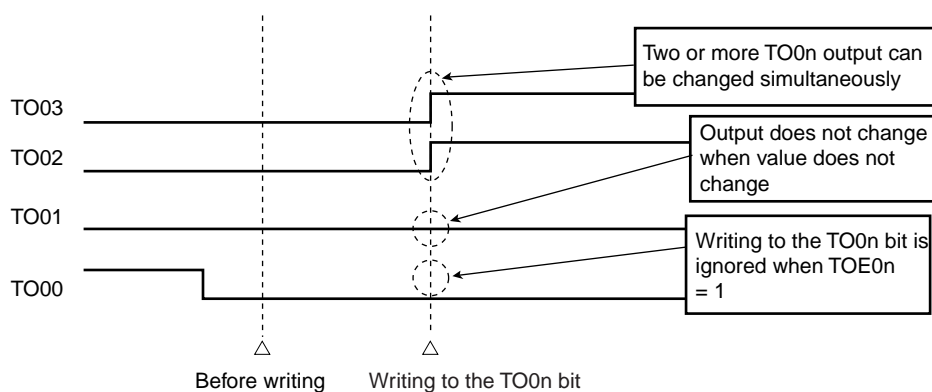 Two or more TO0n output can
be changed simultaneously
TO03
Output does not change
when value does not
change
TO02
TO01
Writing to the TO0n bit is
ignored when TOE0n
= 1
TO00
Before writing
Writing to the TO0n bit